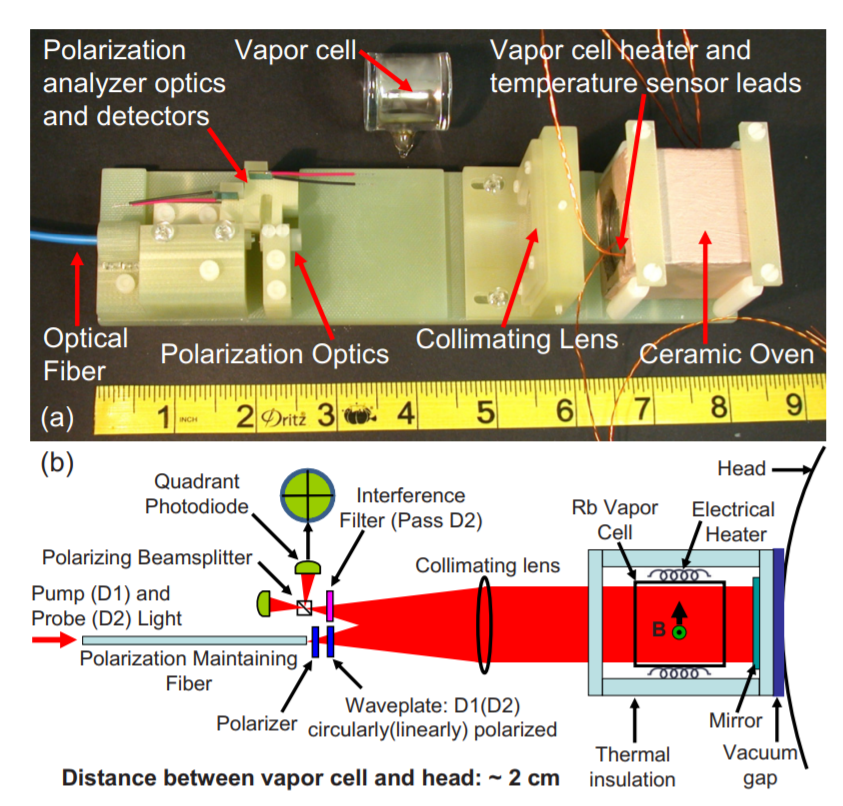 Polarization
analyzer optics
and detectors
Vapor cell
Vapor cell heater and
temperature sensor leads
Optical
Fiber
Polarization Optics
Collimating Lens
Ceramic Oven
(a)
1 INCH 2 Dritz 3 4 5 6 7 8 9
(b)
Quadrant
Photodiode
Interference
Filter (Pass D2)
Polarizing Beamsplitter
Pump (D1) and
Probe (D2) Light
Polarization Maintaining
Fiber
Polarizer
Waveplate: D1(D2)
circularly(linearly) polarized
Collimating lens
Rb Vapor
Cell
Electrical
Heater
Head
B
Mirror
Thermal
insulation
Vacuum
gap
Distance between vapor cell and head: ~ 2 cm